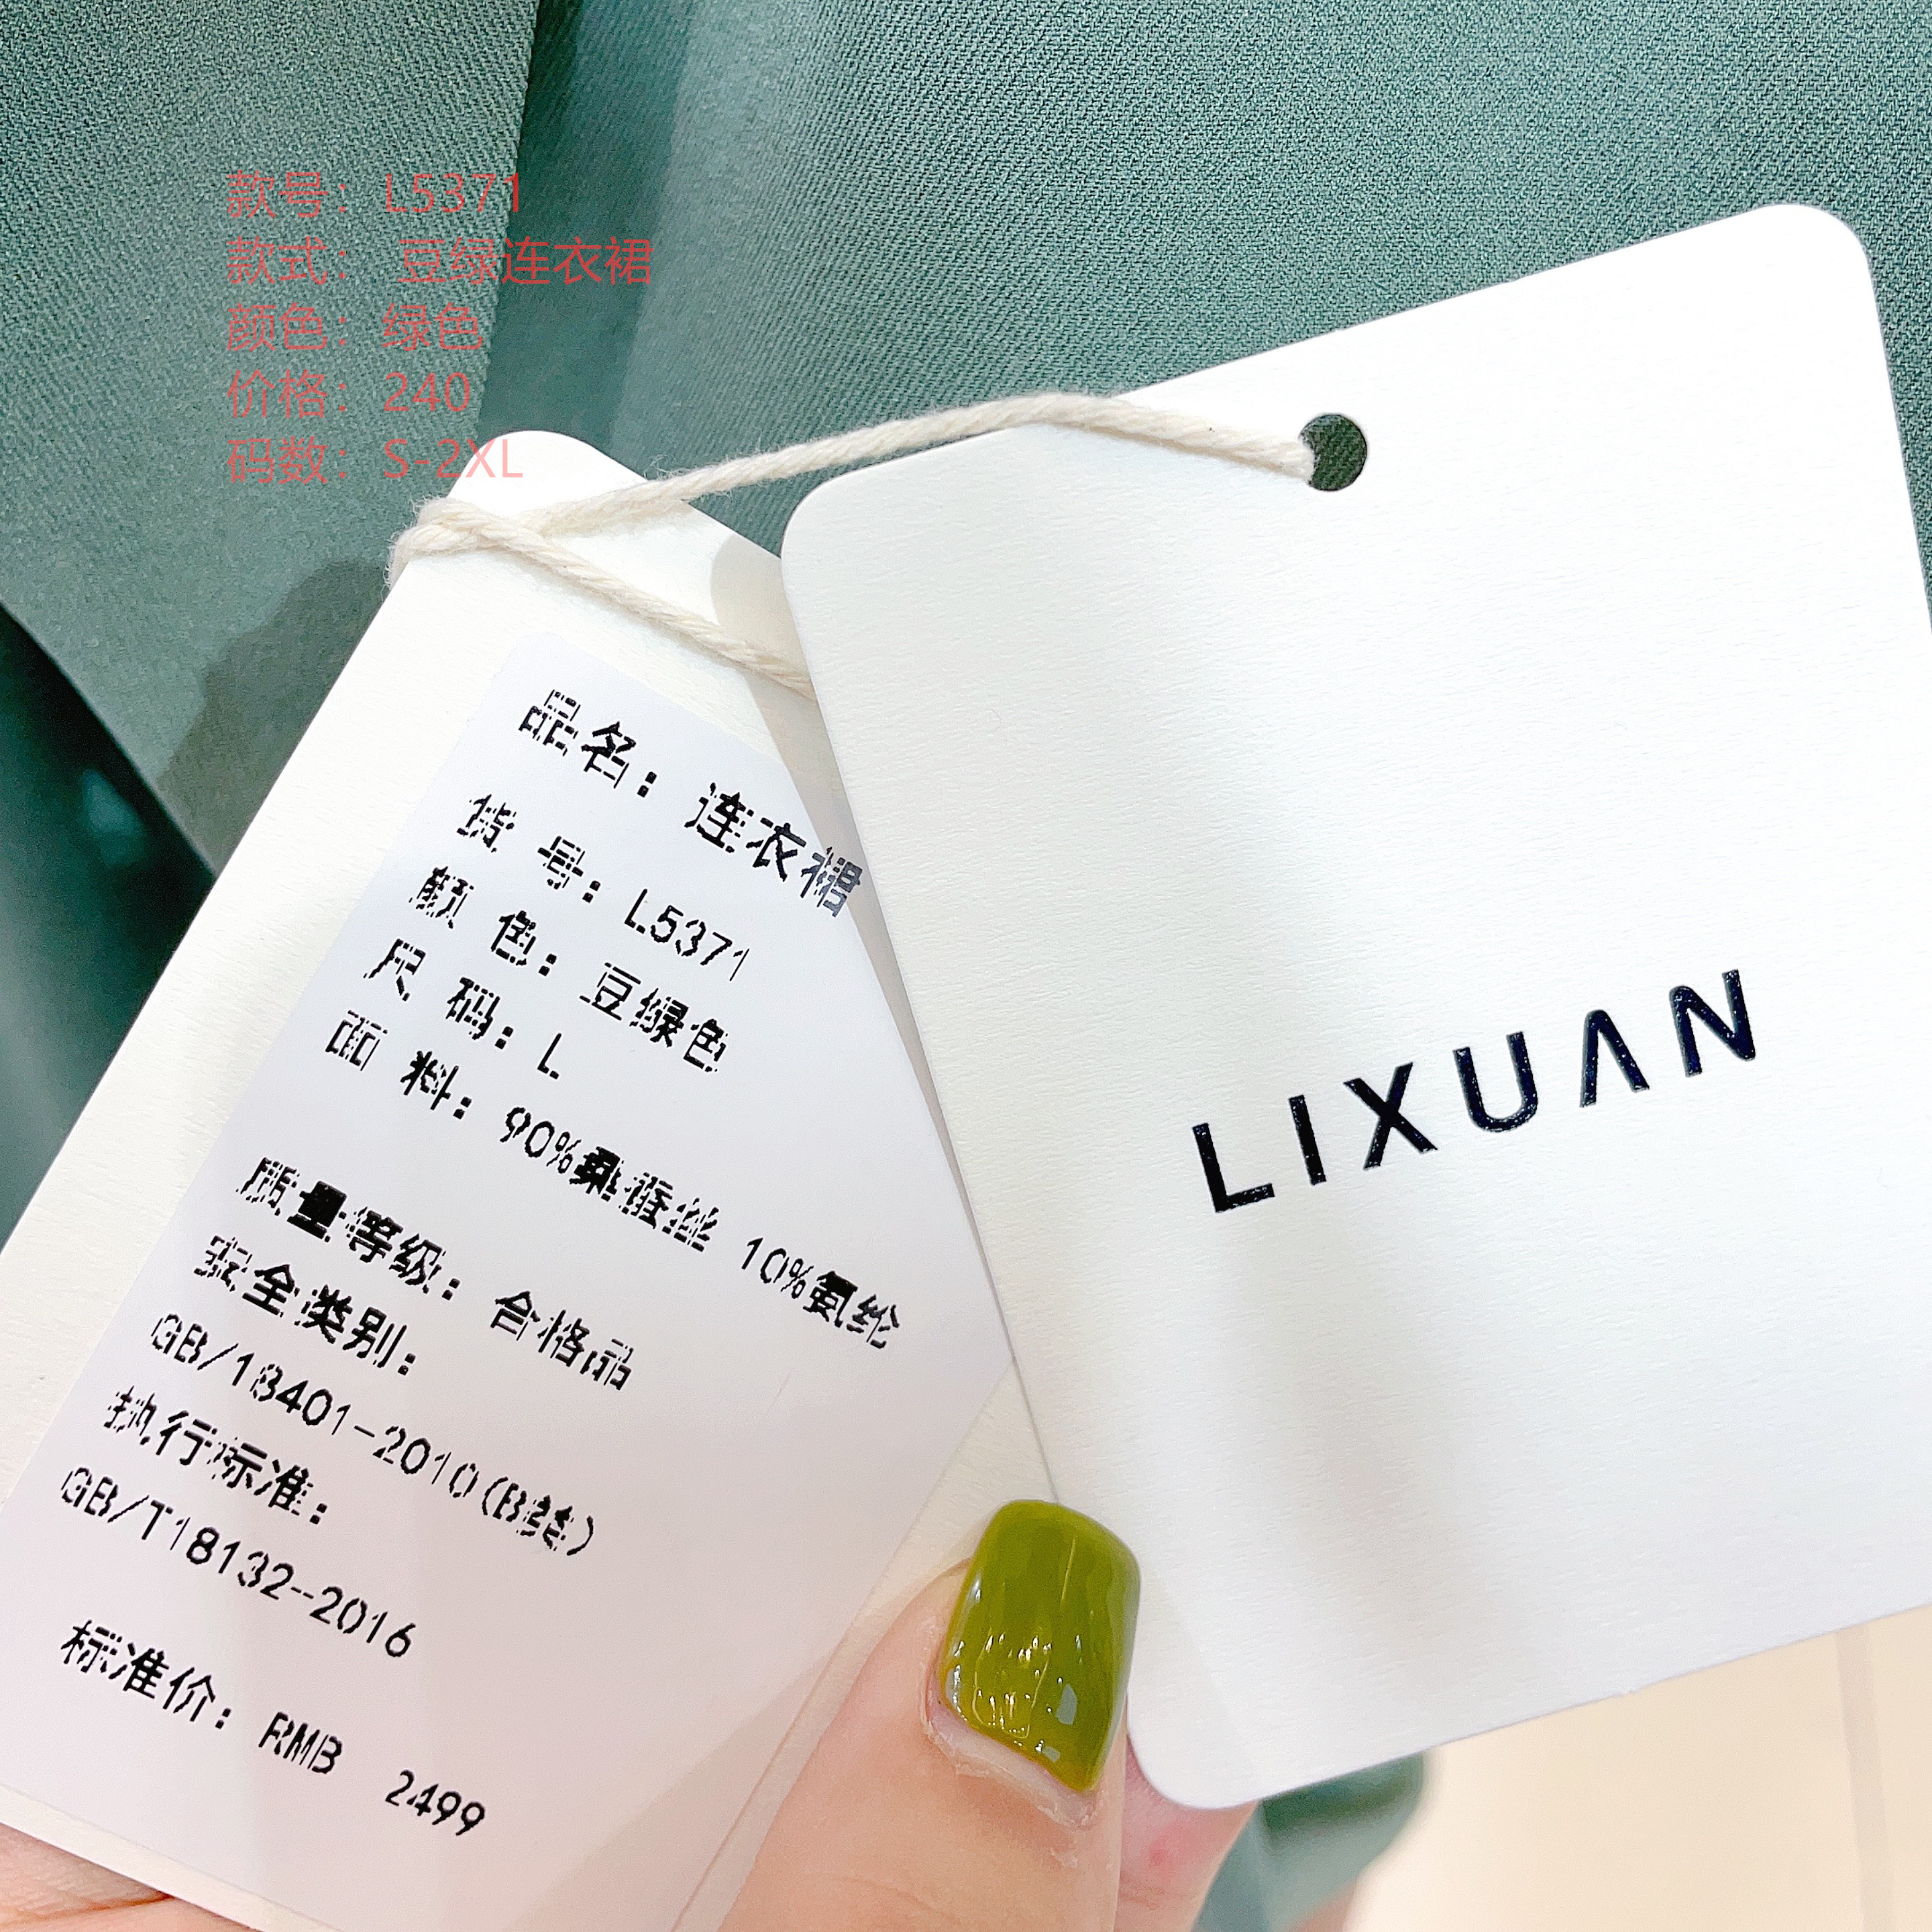 款号：L5371
款式： 豆绿连衣裙
颜色：绿色
价格：240
码数：S-2XL
品名：连衣裙
货 号：L5371
颜 色：豆绿色
尺 码：L
面 料：90%桑蚕丝 10%氨纶
质量等级：合格品
安全类别：
GB/18401-2010(B类)
执行标准：
GB/T18132-2016
标准价：RMB 2499
LIXUAN